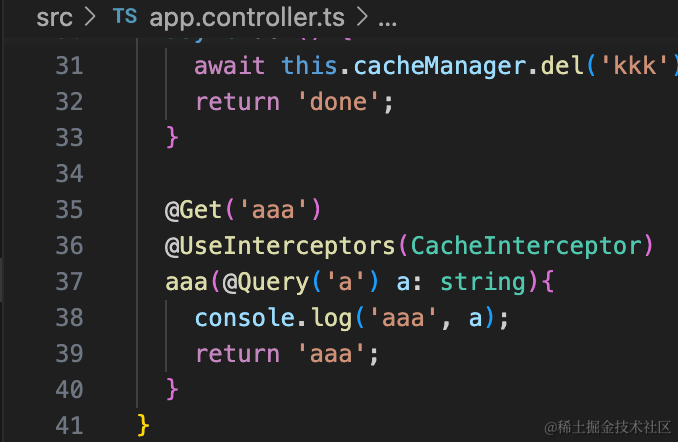 src > TS app.controller.ts > ...
31 await this.cacheManager.del('kkk')
32 return 'done';
33 }
34
35 @Get('aaa')
36 @UseInterceptors(CacheInterceptor)
37 aaa(@Query('a') a: string){
38 console.log('aaa', a);
39 return 'aaa';
40 }
41 }
@稀土掘金技术社区